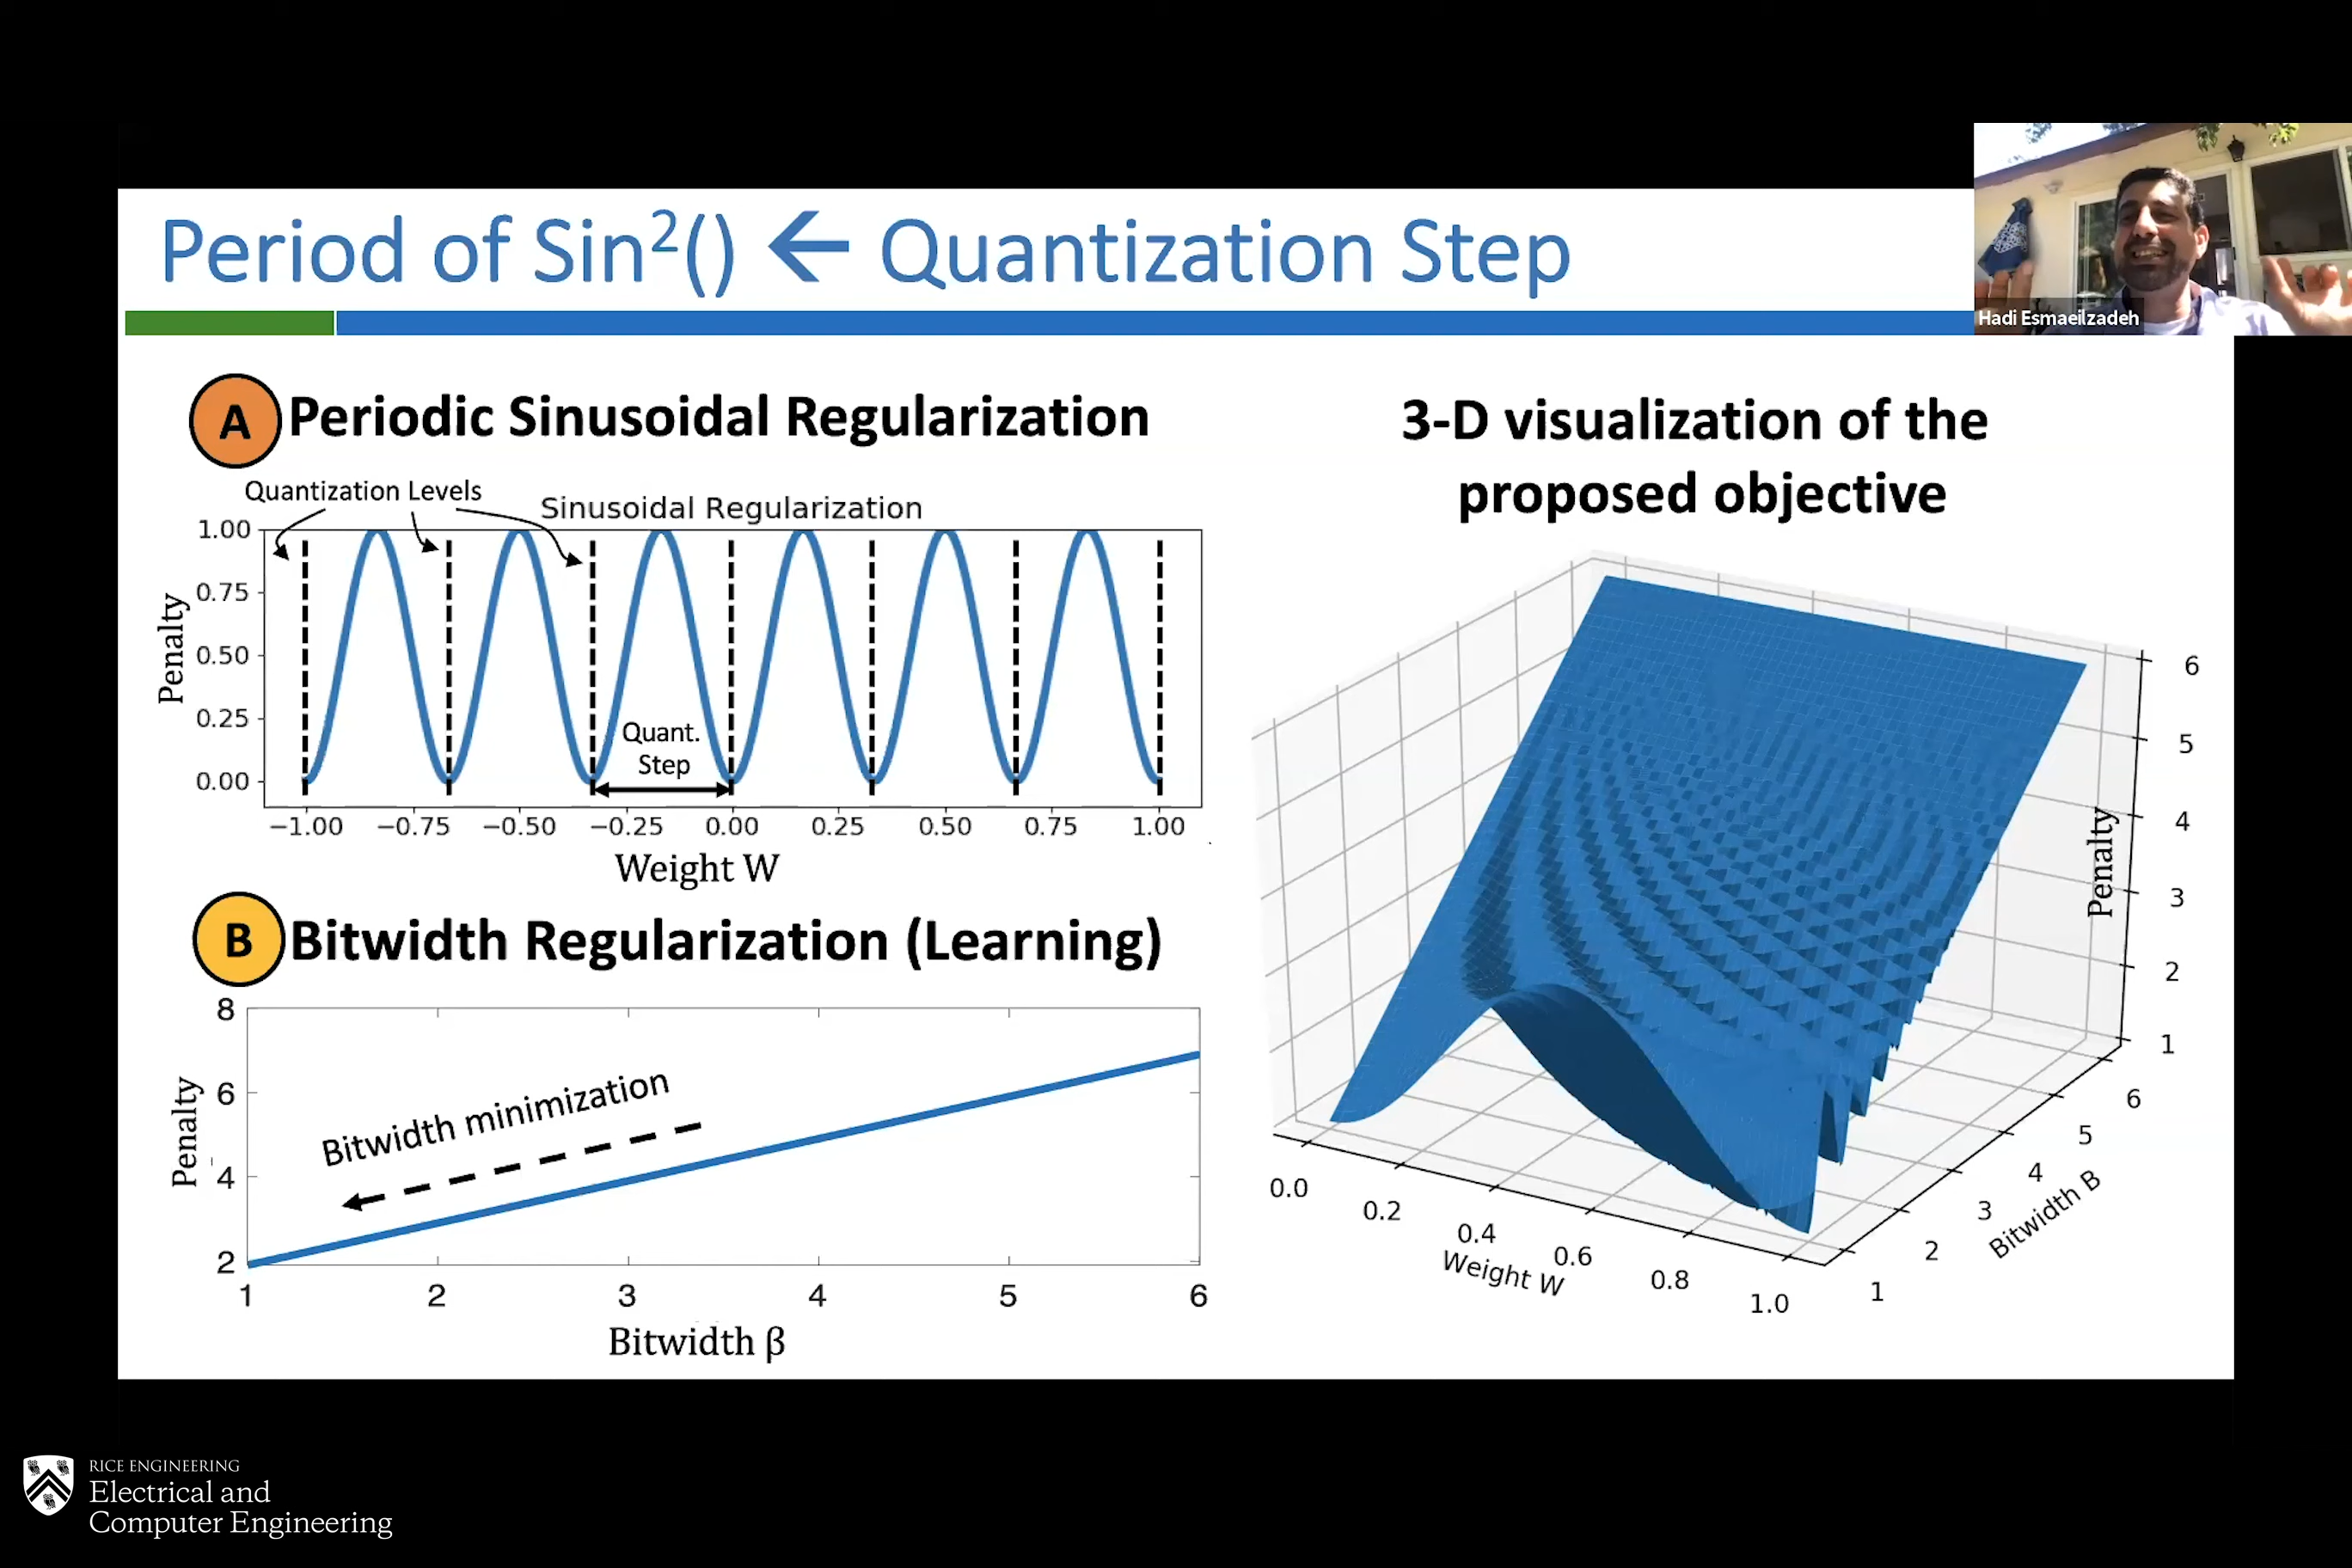 Period of Sin²() ← Quantization Step
Hadi Esmaeilzadeh
A Periodic Sinusoidal Regularization
Quantization Levels
Sinusoidal Regularization
1.00
0.75
0.50
0.25
0.00
Penalty
Quant.
Step
−1.00 −0.75 −0.50 −0.25 0.00 0.25 0.50 0.75 1.00
Weight W
B Bitwidth Regularization (Learning)
8
6
4
2
Penalty
Bitwidth minimization
1 2 3 4 5 6
Bitwidth β
3-D visualization of the
proposed objective
6
5
4
3
2
1
Penalty
0.0 0.2 0.4 0.6 0.8 1.0
Weight W
1 2 3 4 5 6
Bitwidth B
RICE ENGINEERING
Electrical and
Computer Engineering